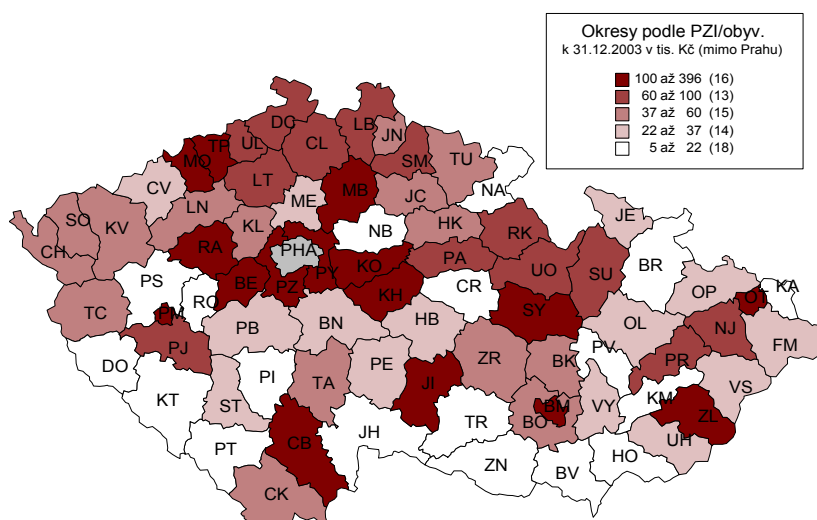 Okresy podle PZI/obyv.
k 31.12.2003 v tis. Kč (mimo Prahu)
100 až 396 (16)
60 až 100 (13)
37 až 60 (15)
22 až 37 (14)
5 až 22 (18)
DC
LB
JN
TP
UL
CL
MO
SM
TU
LT
CV
ME
MB
JC
NA
SO
LN
JE
KV
KL
HK
RK
NB
CH
RA
PHA
BR
PA
KO
PY
UO
SU
PS
BE
PZ
CR
OP
KA
KH
RO
OT
TC
PM
SY
PB
BN
HB
OL
NJ
FM
PJ
PV
DO
PE
ZR
BK
PR
PI
TA
JI
VS
KT
KM
ST
BM
VY
ZL
BO
TR
CB
JH
UH
PT
HO
ZN
BV
CK